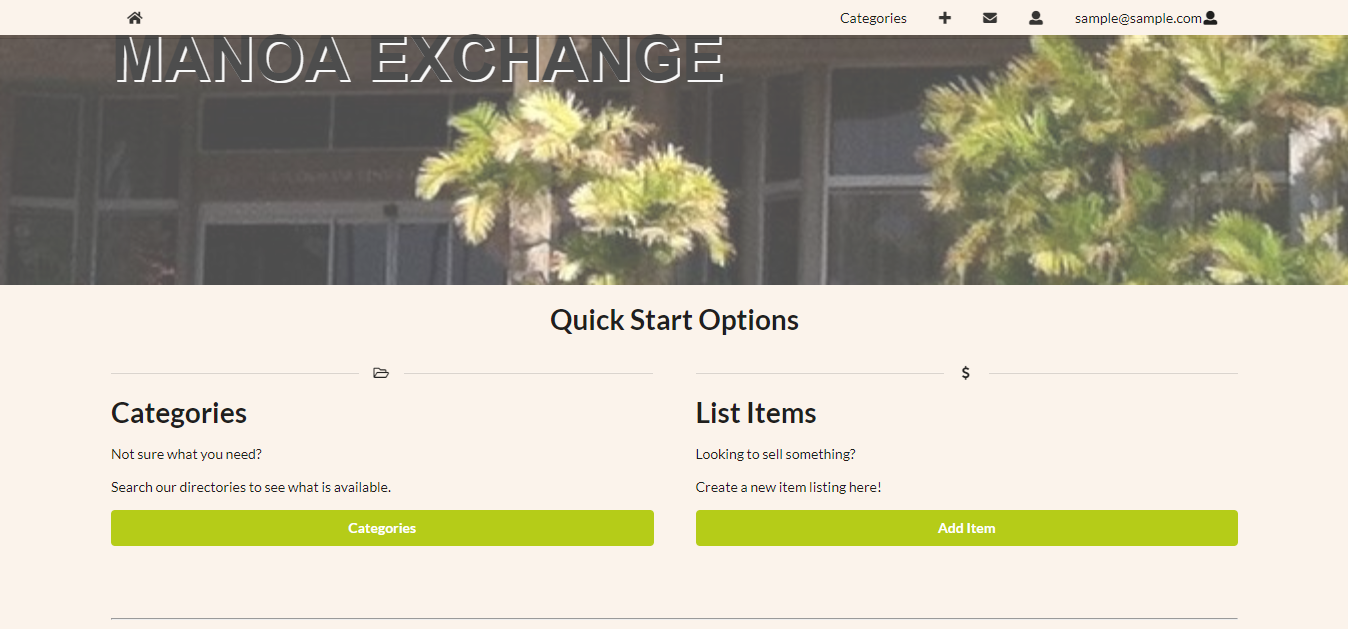 Categories
sample@sample.com
MANOA EXCHANGE
Quick Start Options
Categories
Not sure what you need?
Search our directories to see what is available.
Categories
List Items
Looking to sell something?
Create a new item listing here!
Add Item